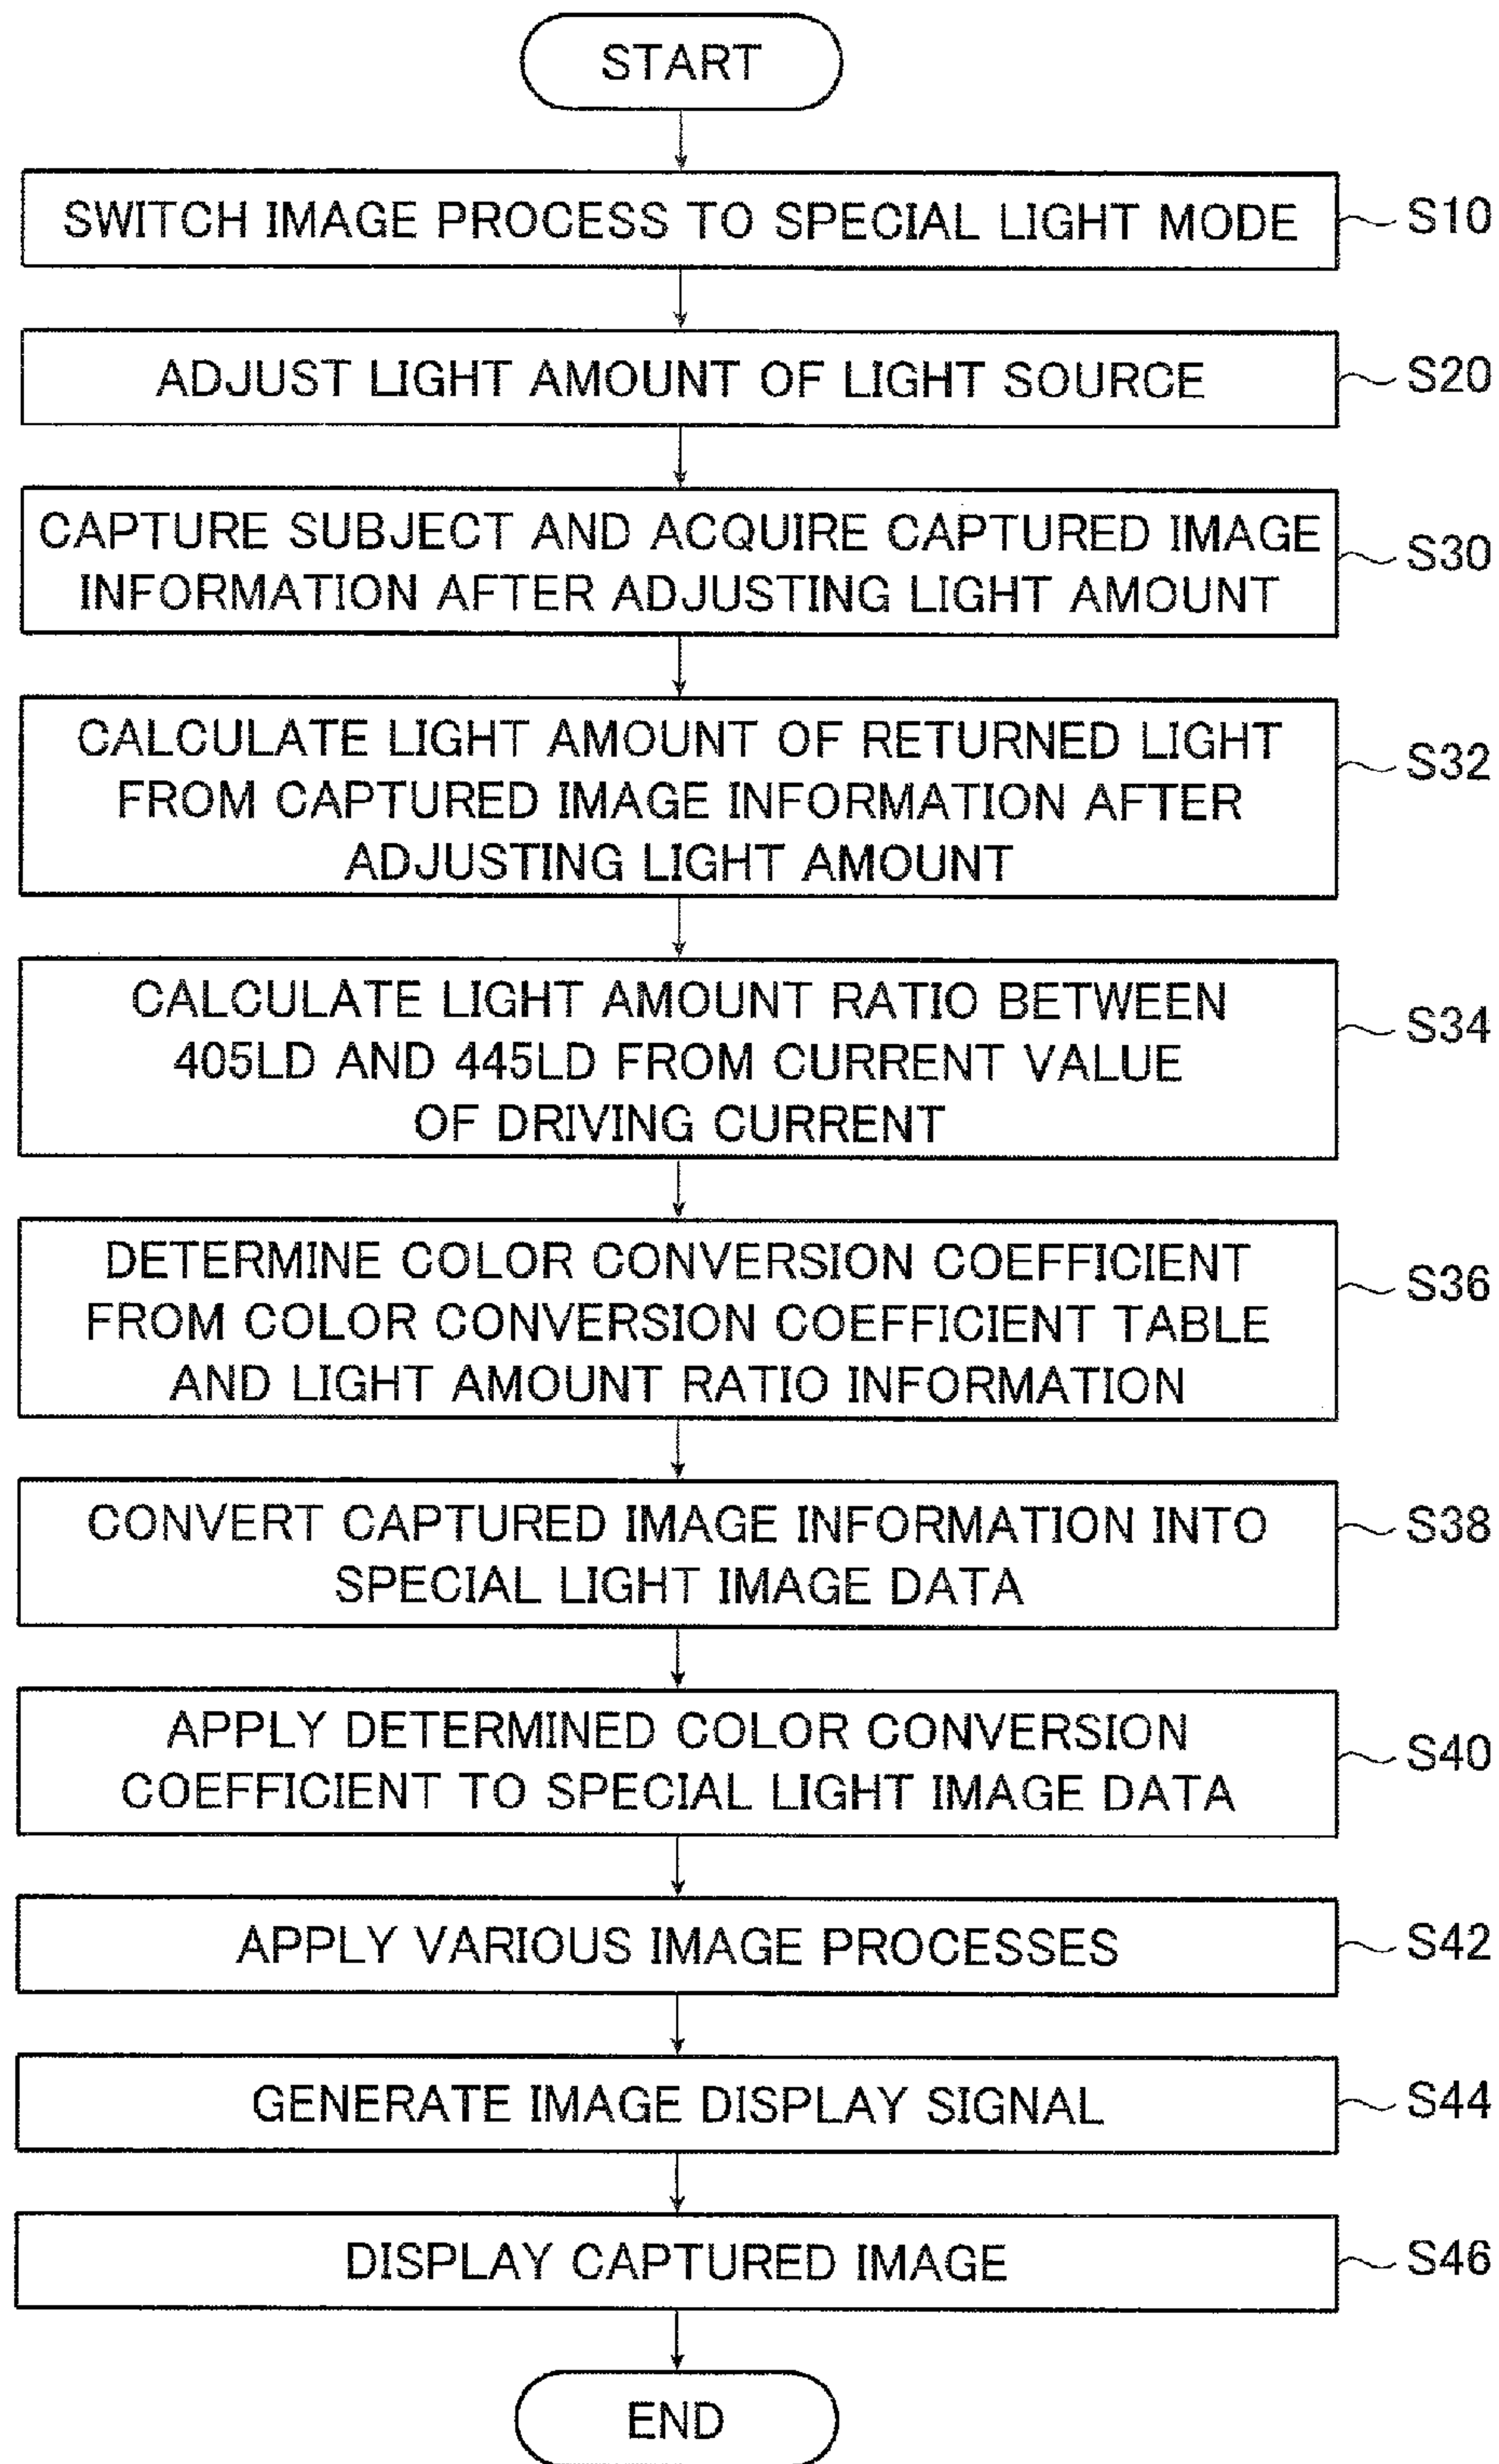 START
SWITCH IMAGE PROCESS TO SPECIAL LIGHT MODE
S10
ADJUST LIGHT AMOUNT OF LIGHT SOURCE
S20
CAPTURE SUBJECT AND ACQUIRE CAPTURED IMAGE
INFORMATION AFTER ADJUSTING LIGHT AMOUNT
S30
CALCULATE LIGHT AMOUNT OF RETURNED LIGHT
FROM CAPTURED IMAGE INFORMATION AFTER
ADJUSTING LIGHT AMOUNT
S32
CALCULATE LIGHT AMOUNT RATIO BETWEEN
405LD AND 445LD FROM CURRENT VALUE
OF DRIVING CURRENT
S34
DETERMINE COLOR CONVERSION COEFFICIENT
FROM COLOR CONVERSION COEFFICIENT TABLE
AND LIGHT AMOUNT RATIO INFORMATION
S36
CONVERT CAPTURED IMAGE INFORMATION INTO
SPECIAL LIGHT IMAGE DATA
S38
APPLY DETERMINED COLOR CONVERSION
COEFFICIENT TO SPECIAL LIGHT IMAGE DATA
S40
APPLY VARIOUS IMAGE PROCESSES
S42
GENERATE IMAGE DISPLAY SIGNAL
S44
DISPLAY CAPTURED IMAGE
S46
END